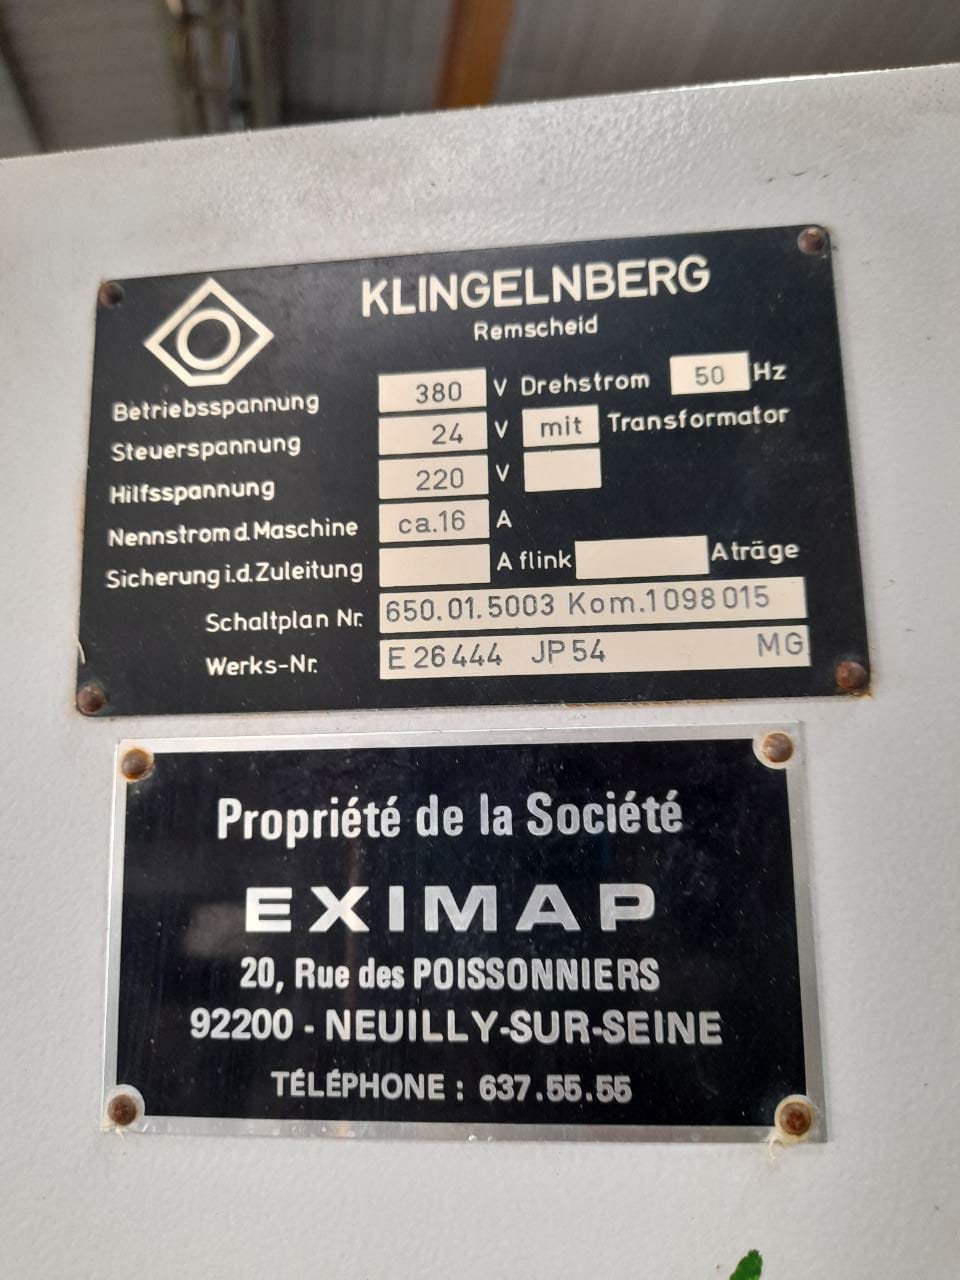 KLINGELNBERG
Remscheid
Betriebsspannung 380 V Drehstrom 50 Hz
Steuerspannung 24 V mit Transformator
Hilfsspannung 220 V
Nennstrom d. Maschine ca.16 A
Sicherung i.d. Zuleitung A flink A träge
Schaltplan Nr. 650.01.5003 Kom.1098015
Werks-Nr. E 26444 JP54 MG
Propriété de la Société
EXIMAP
20, Rue des POISSONNIERS
92200 - NEUILLY-SUR-SEINE
TÉLÉPHONE : 637.55.55